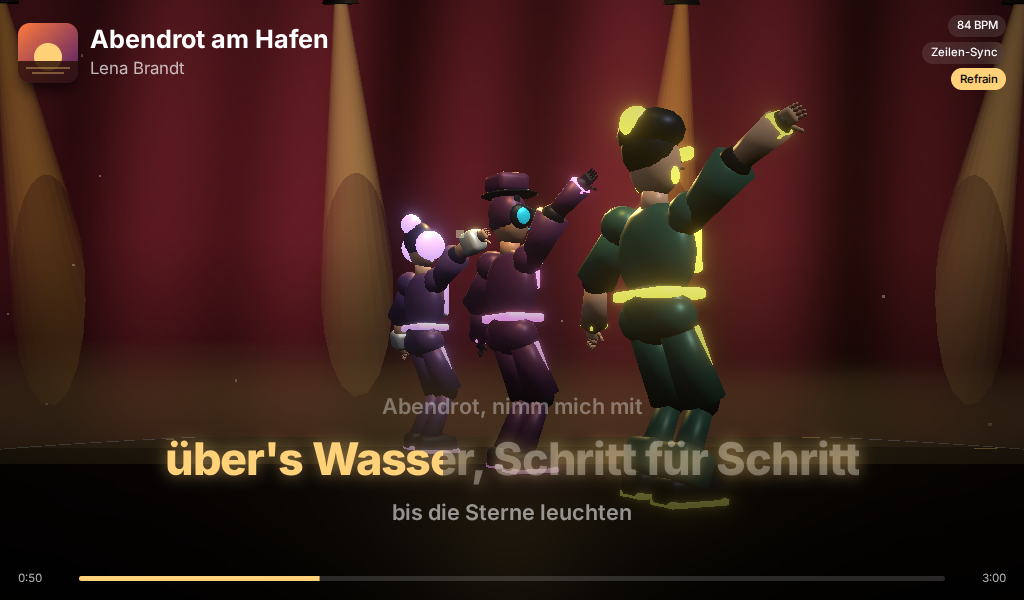 Abendrot am Hafen
Lena Brandt
84 BPM
Zeilen-Sync
Refrain
Abendrot, nimm mich mit
über's Wasser, Schritt für Schritt
bis die Sterne leuchten
0:50
3:00